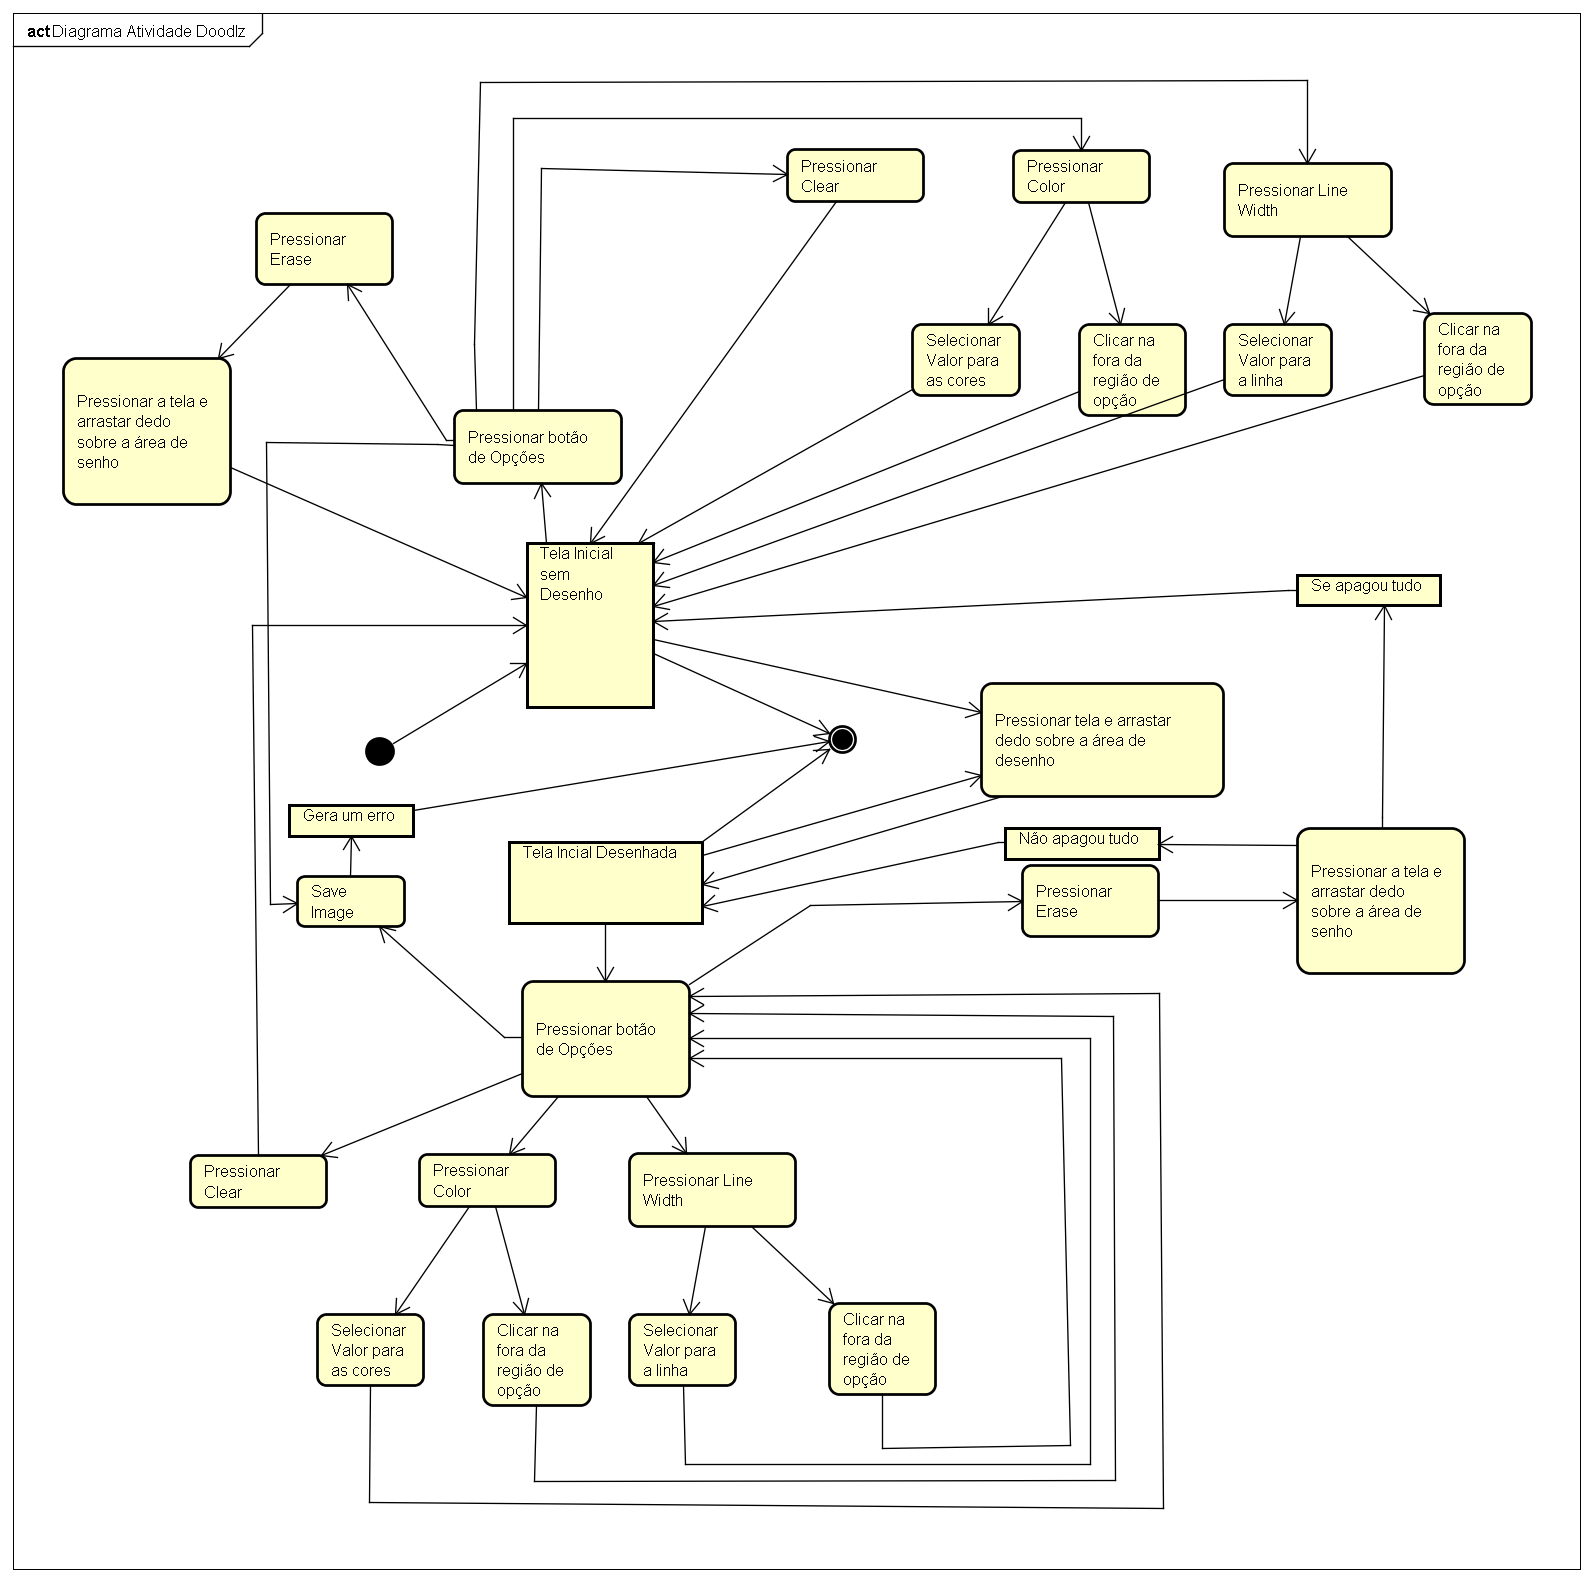 act Diagrama Atividade Doodlz
Pressionar
Clear
Pressionar
Color
Pressionar Line
Width
Pressionar
Erase
Selecionar
Valor para
as cores
Clicar na
fora da
região de
opção
Selecionar
Valor para
a linha
Clicar na
fora da
região de
opção
Pressionar a tela e
arrastar dedo
sobre a área de
senho
Pressionar botão
de Opções
Tela Inicial
sem
Desenho
Se apagou tudo
Pressionar tela e arrastar
dedo sobre a área de
desenho
Gera um erro
Tela Incial Desenhada
Não apagou tudo
Save
Image
Pressionar
Erase
Pressionar a tela e
arrastar dedo
sobre a área de
senho
Pressionar botão
de Opções
Pressionar
Clear
Pressionar
Color
Pressionar Line
Width
Selecionar
Valor para
as cores
Clicar na
fora da
região de
opção
Selecionar
Valor para
a linha
Clicar na
fora da
região de
opção